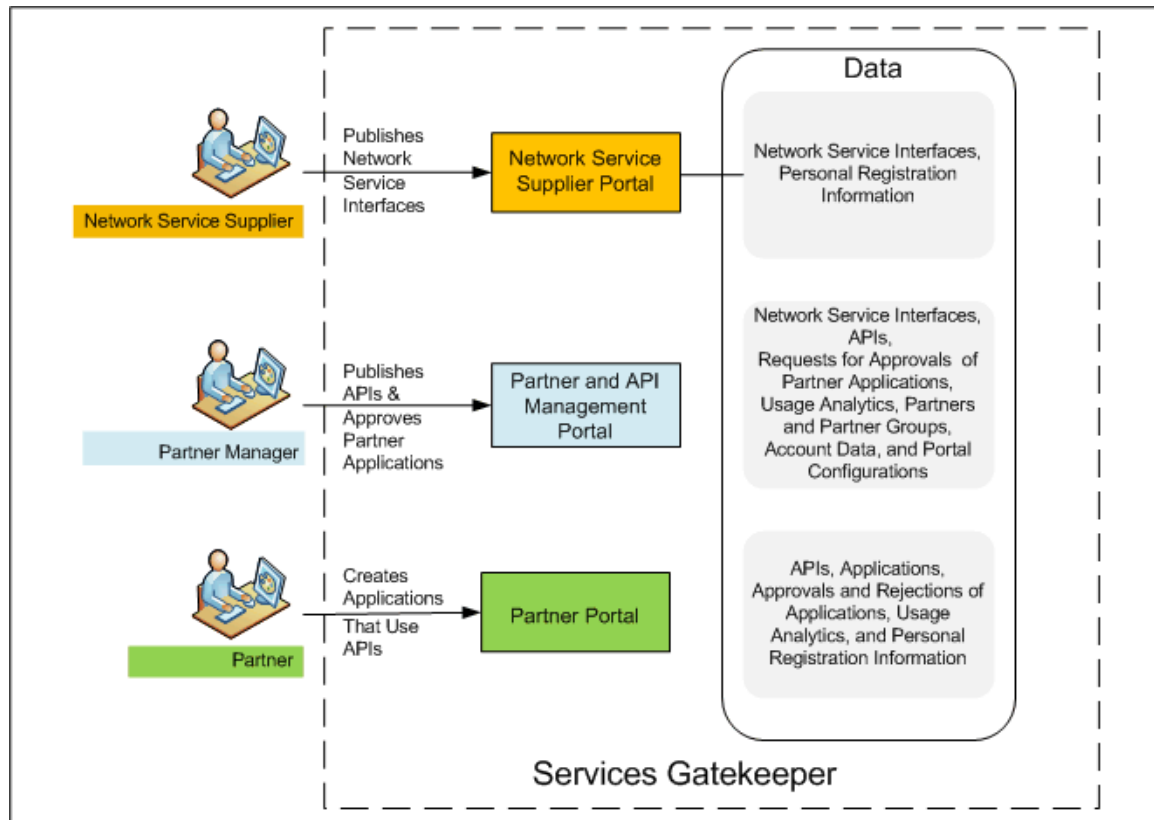 Data
Publishes
Network
Service
Interfaces
Network Service
Supplier Portal
Network Service Interfaces,
Personal Registration
Information
Network Service Supplier
Publishes
APIs &
Approves
Partner
Applications
Partner and API
Management
Portal
Network Service Interfaces,
APIs,
Requests for Approvals of
Partner Applications,
Usage Analytics, Partners
and Partner Groups,
Account Data, and Portal
Configurations
Partner Manager
Creates
Applications
That Use
APIs
Partner Portal
APIs, Applications,
Approvals and Rejections of
Applications, Usage
Analytics, and Personal
Registration Information
Partner
Services Gatekeeper